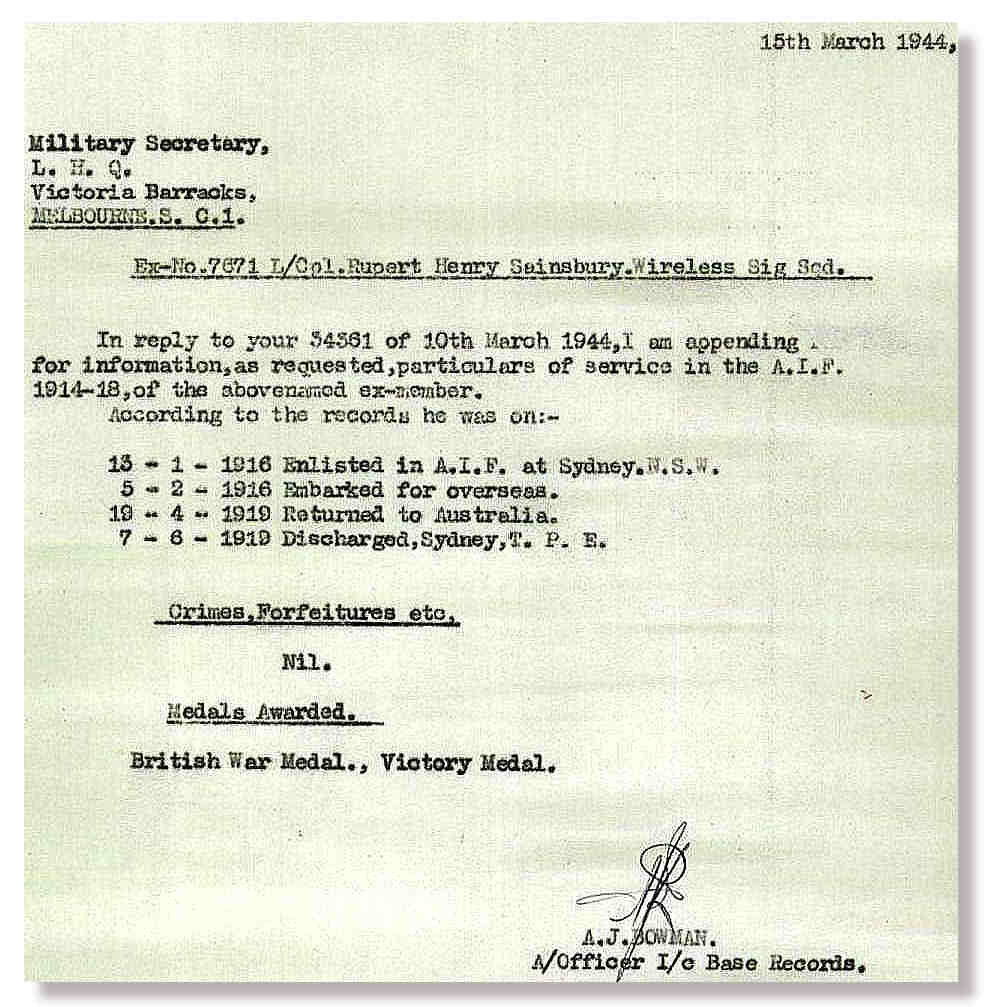 15th March 1944,
Military Secretary,
L. H. Q.
Victoria Barracks,
MELBOURNE.S. C.1.
Ex-No.7671 L/Cpl.Rupert Henry Sainsbury.Wireless Sig Sqd.
In reply to your 34361 of 10th March 1944,I am appending
for information,as requested,particulars of service in the A.I.F.
1914-18,of the abovenamed ex-member.
According to the records he was on:-
13 - 1 - 1916 Enlisted in A.I.F. at Sydney.N.S.W.
5 - 2 - 1916 Embarked for overseas.
19 - 4 - 1919 Returned to Australia.
7 - 6 - 1919 Discharged,Sydney,T. P. E.
Crimes,Forfeitures etc,
Nil.
Medals Awarded.
British War Medal., Victory Medal.
A.J.BOWMAN.
A/Officer I/c Base Records.